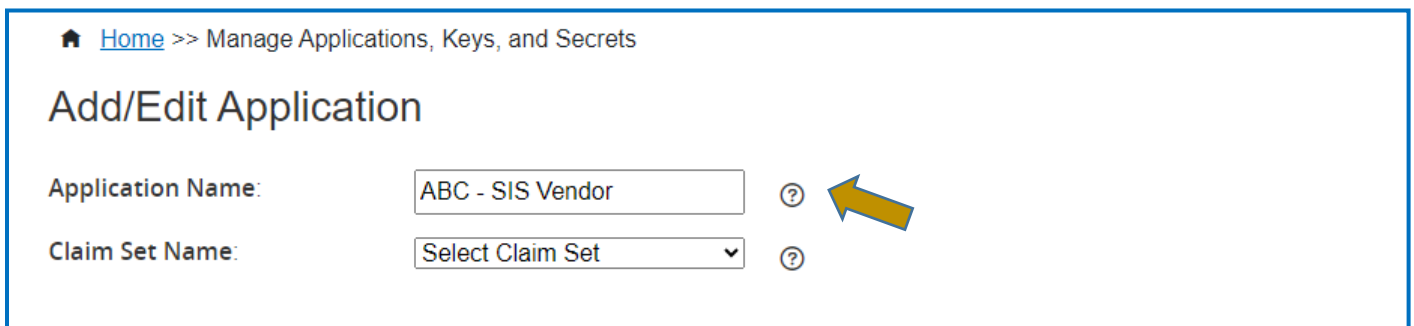 Home >> Manage Applications, Keys, and Secrets
Add/Edit Application
Application Name: ABC - SIS Vendor ?
Claim Set Name: Select Claim Set ?